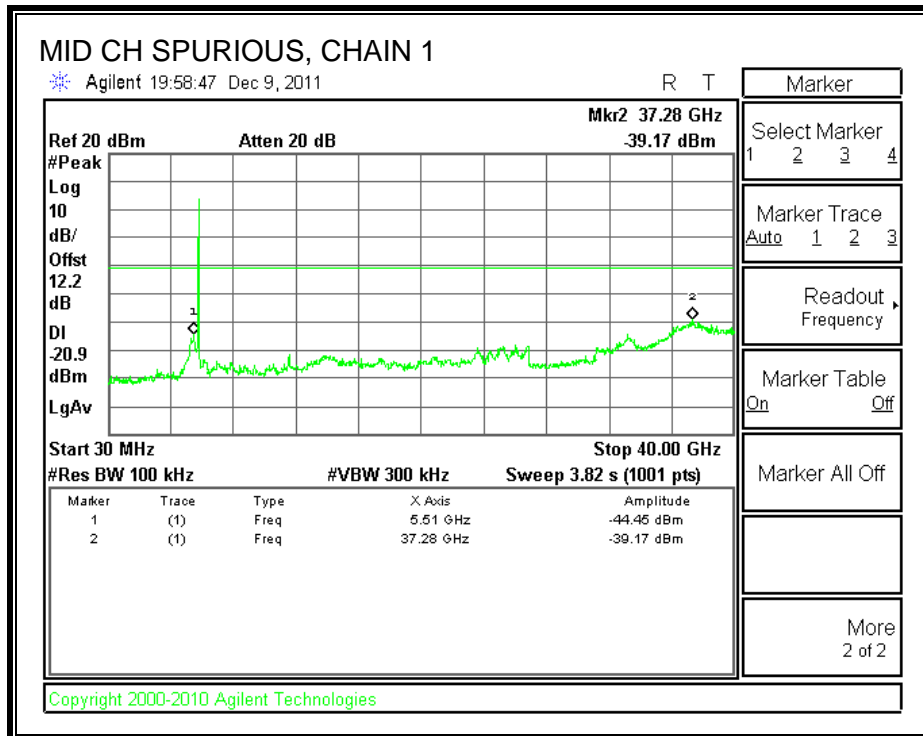 MID CH SPURIOUS, CHAIN 1
Agilent 19:58:47 Dec 9, 2011 R T
Mkr2 37.28 GHz
Ref 20 dBm Atten 20 dB -39.17 dBm
#Peak
Log
10
dB/
Offst
12.2
dB
DI
-20.9
dBm
LgAv
1
2
Start 30 MHz Stop 40.00 GHz
#Res BW 100 kHz #VBW 300 kHz Sweep 3.82 s (1001 pts)
Marker Trace Type X Axis Amplitude
1 (1) Freq 5.51 GHz -44.45 dBm
2 (1) Freq 37.28 GHz -39.17 dBm
Marker
Select Marker
1 2 3 4
Marker Trace
Auto 1 2 3
Readout
Frequency
Marker Table
On Off
Marker All Off
More
2 of 2
Copyright 2000-2010 Agilent Technologies